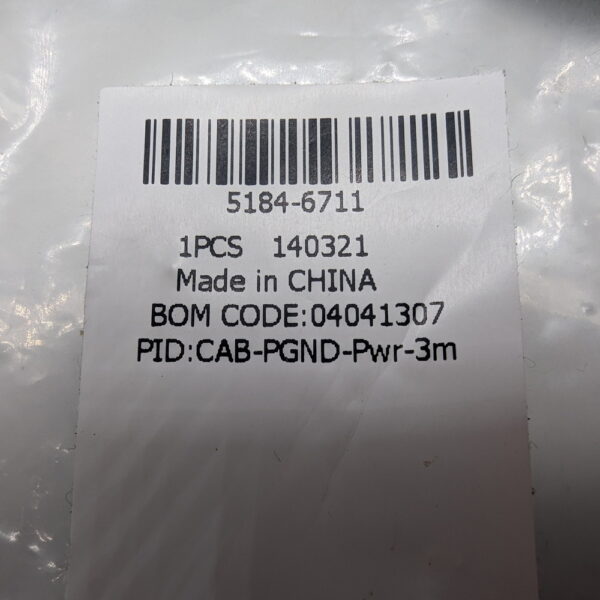 5184-6711
1PCS 140321
Made in CHINA
BOM CODE:04041307
PID:CAB-PGND-Pwr-3m